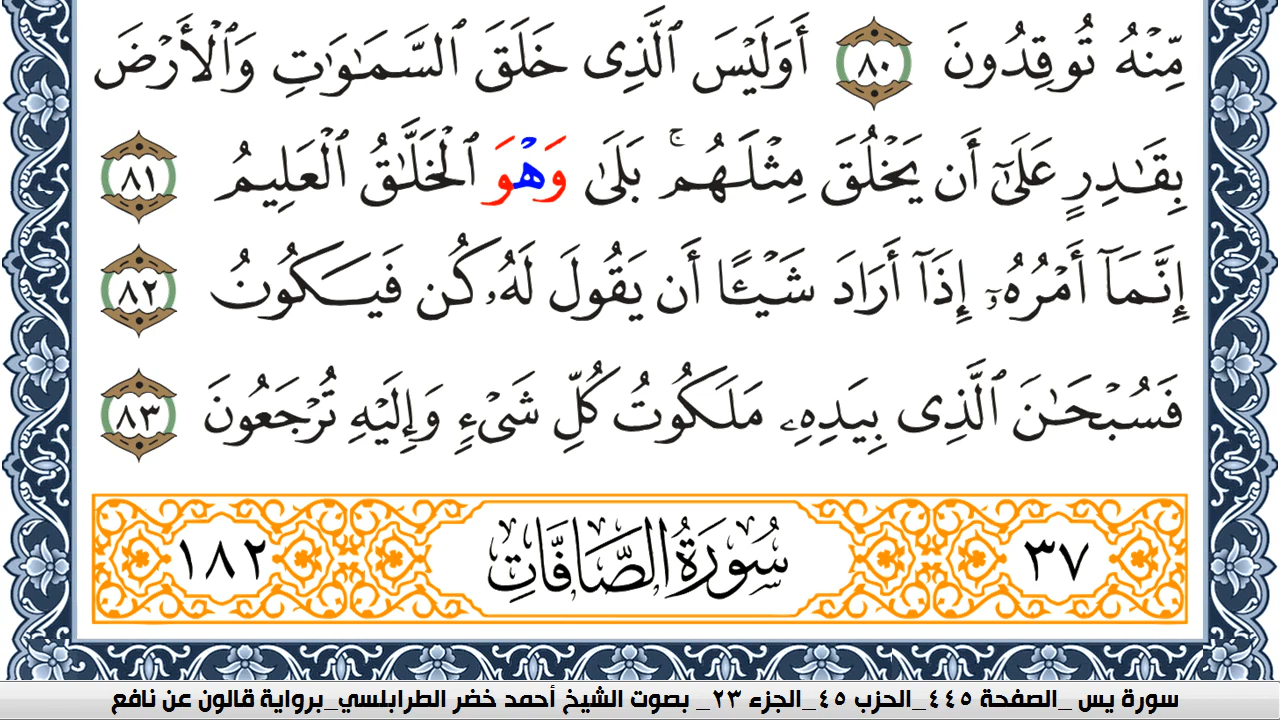 مِّنْهُ تُوقِدُونَ ٨٠ أَوَلَيْسَ ٱلَّذِى خَلَقَ ٱلسَّمَـٰوَٰتِ وَٱلْأَرْضَ
بِقَـٰدِرٍ عَلَىٰٓ أَن يَخْلُقَ مِثْلَهُم ۚ بَلَىٰ وَهْوَ ٱلْخَلَّـٰقُ ٱلْعَلِيمُ ٨١
إِنَّمَآ أَمْرُهُۥٓ إِذَآ أَرَادَ شَيْـًٔا أَن يَقُولَ لَهُۥ كُن فَيَكُونُ ٨٢
فَسُبْحَـٰنَ ٱلَّذِى بِيَدِهِۦ مَلَكُوتُ كُلِّ شَىْءٍ وَإِلَيْهِ تُرْجَعُونَ ٨٣
٣٧ سُورَةُ الصَّافَّاتِ ١٨٢
سورة يس _الصفحة ٤٤٥_الحزب ٤٥_الجزء ٢٣_ بصوت الشيخ أحمد خضر الطرابلسي_برواية قالون عن نافع